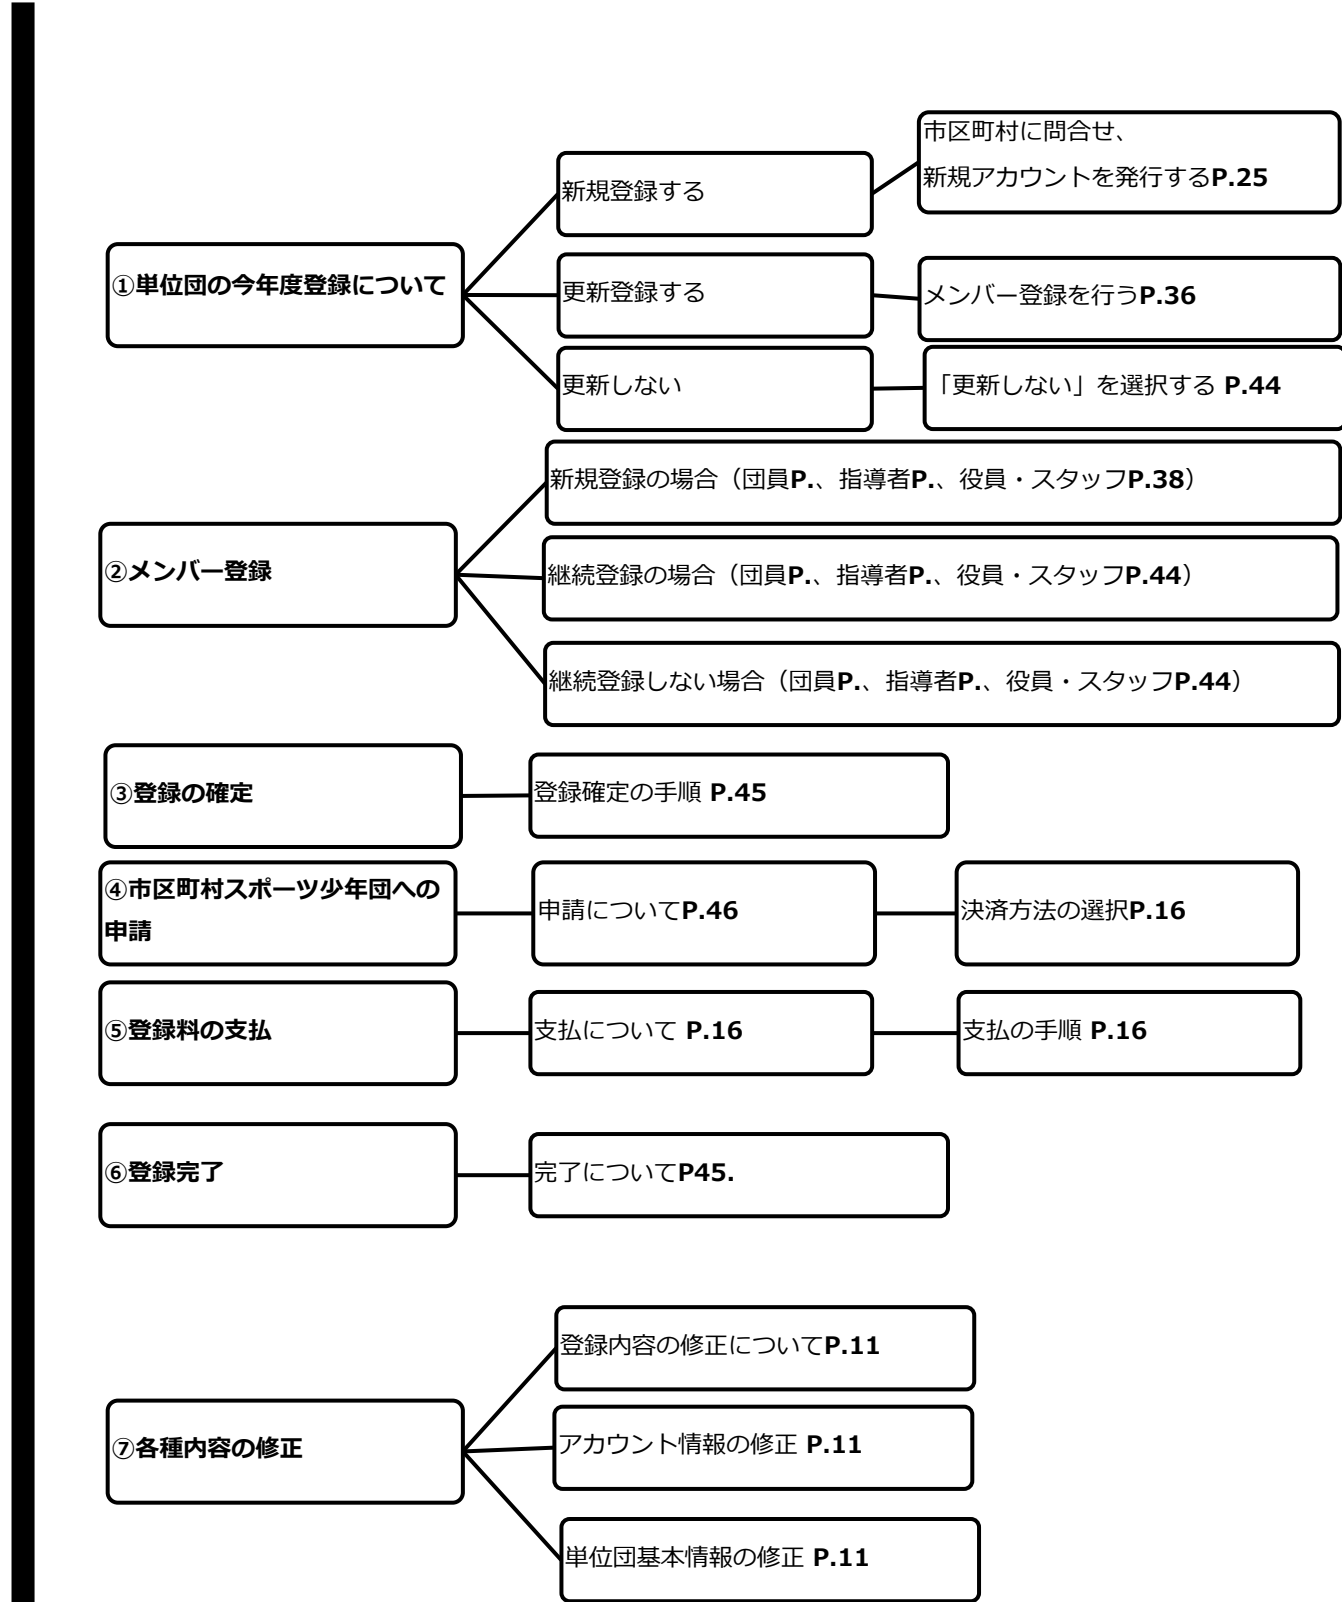 市区町村に問合せ、
新規アカウントを発行するP.25
新規登録する
①単位団の今年度登録について
更新登録する
メンバー登録を行うP.36
更新しない
「更新しない」を選択する P.44
新規登録の場合（団員P.、指導者P.、役員・スタッフP.38）
②メンバー登録
継続登録の場合（団員P.、指導者P.、役員・スタッフP.44）
継続登録しない場合（団員P.、指導者P.、役員・スタッフP.44）
③登録の確定
登録確定の手順 P.45
④市区町村スポーツ少年団への
申請
申請についてP.46
決済方法の選択P.16
⑤登録料の支払
支払について P.16
支払の手順 P.16
⑥登録完了
完了についてP45.
登録内容の修正についてP.11
⑦各種内容の修正
アカウント情報の修正 P.11
単位団基本情報の修正 P.11